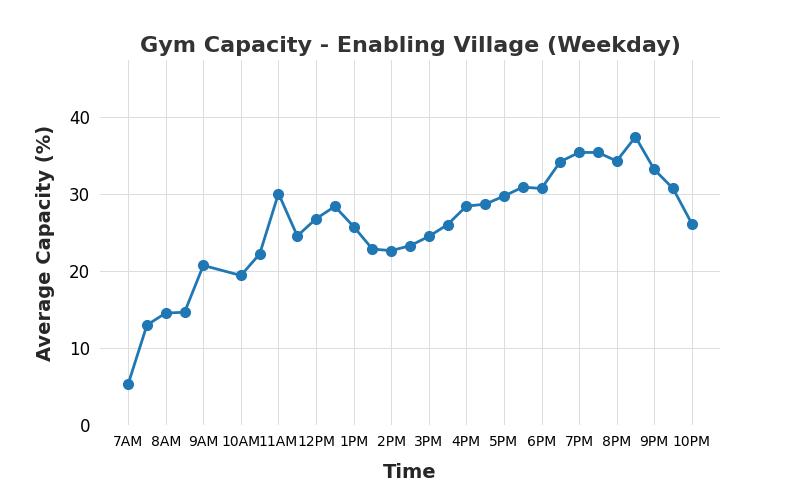 Gym Capacity - Enabling Village (Weekday)
Average Capacity (%)
40
30
20
10
0
7AM 8AM 9AM 10AM 11AM 12PM 1PM 2PM 3PM 4PM 5PM 6PM 7PM 8PM 9PM 10PM
Time